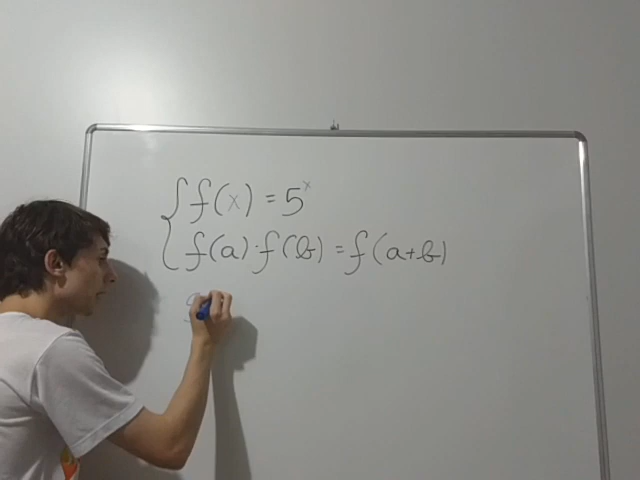 f(x) = 5^x
f(a)·f(b) = f(a+b)